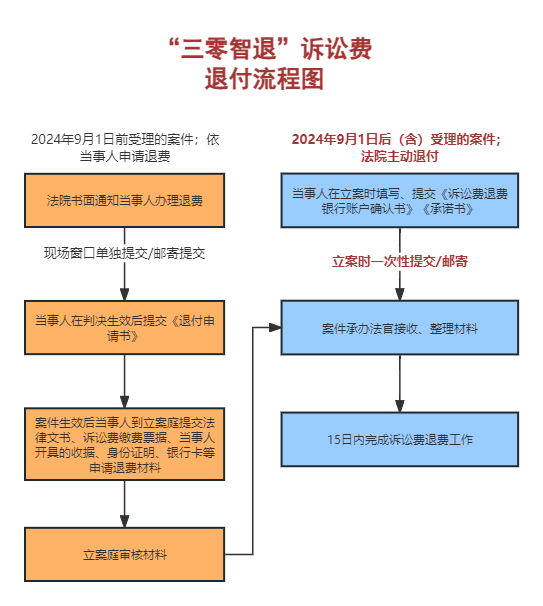 “三零智退”诉讼费
退付流程图
2024年9月1日前受理的案件；依
当事人申请退费
法院书面通知当事人办理退费
现场窗口单独提交/邮寄提交
当事人在判决生效后提交《退付申
请书》
案件生效后当事人到立案庭提交法
律文书、诉讼费缴费票据、当事人
开具的收据、身份证明、银行卡等
申请退费材料
立案庭审核材料
2024年9月1日后（含）受理的案件；
法院主动退付
当事人在立案时填写、提交《诉讼费退费
银行账户确认书》《承诺书》
立案时一次性提交/邮寄
案件承办法官接收、整理材料
15日内完成诉讼费退费工作